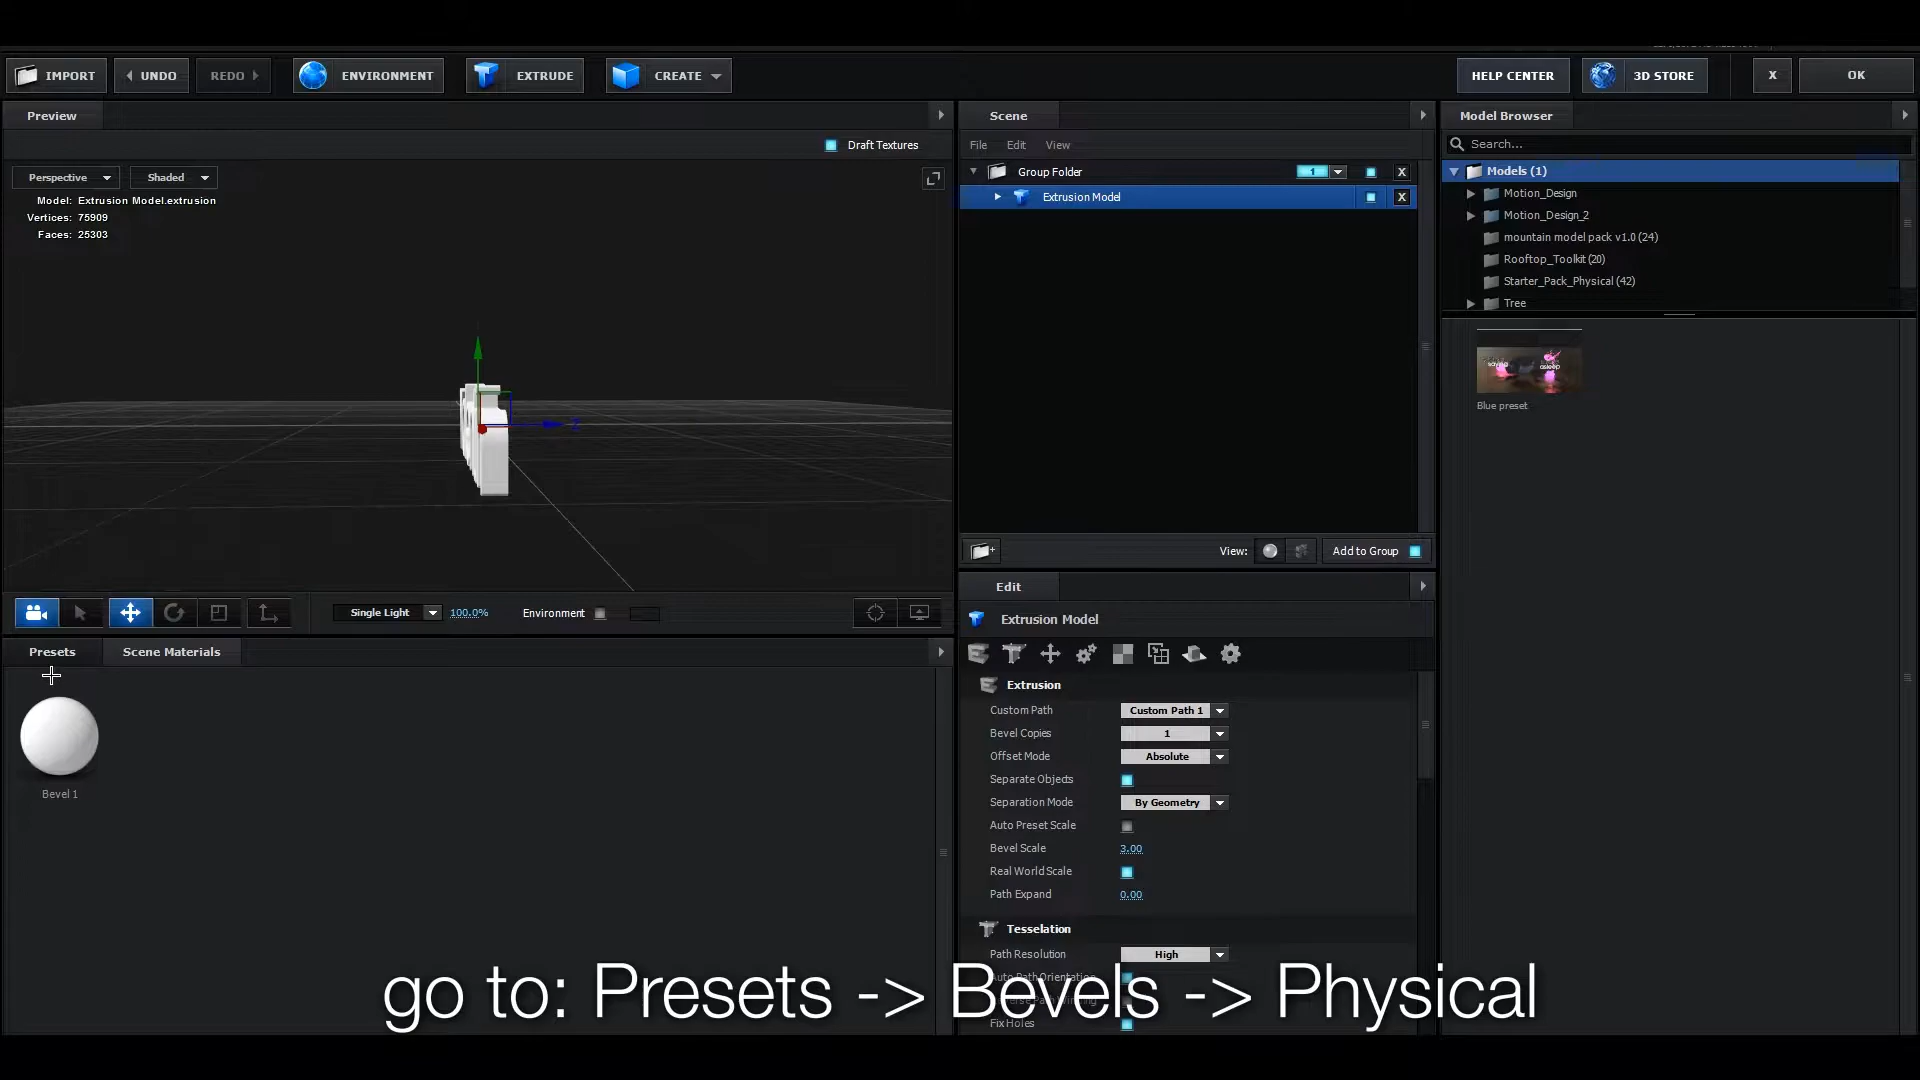 IMPORT
UNDO
REDO
ENVIRONMENT
EXTRUDE
CREATE
HELP CENTER
3D STORE
X
OK
Preview
Draft Textures
Perspective
Shaded
Model: Extrusion Model.extrusion
Vertices: 75909
Faces: 25303
Z
Single Light
100.0%
Environment
Presets
Scene Materials
Bevel 1
Scene
File
Edit
View
Group Folder
1
X
Extrusion Model
X
View:
Add to Group
Edit
Extrusion Model
Extrusion
Custom Path
Custom Path 1
Bevel Copies
1
Offset Mode
Absolute
Separate Objects
Separation Mode
By Geometry
Auto Preset Scale
Bevel Scale
3.00
Real World Scale
Path Expand
0.00
Tesselation
Path Resolution
High
Auto Path Orientation
Fix Holes
Model Browser
Search...
Models (1)
Motion_Design
Motion_Design_2
mountain model pack v1.0 (24)
Rooftop_Toolkit (20)
Starter_Pack_Physical (42)
Tree
Blue preset
go to: Presets -> Bevels -> Physical